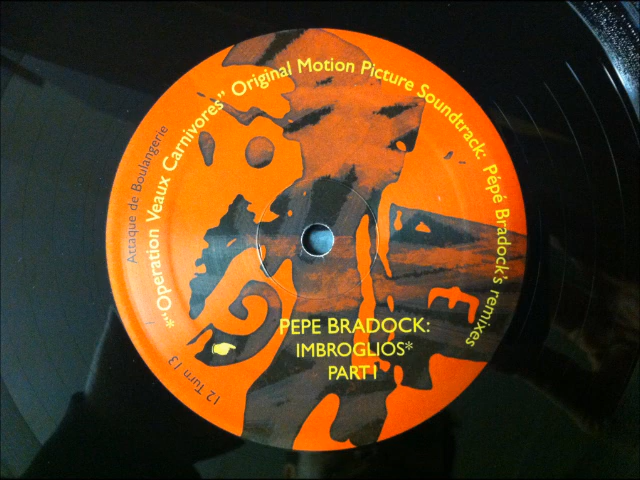 *"Operation Veaux Carnivores" Original Motion Picture Soundtrack: Pépé Bradock's remixes
Attaque de Boulangerie
12 Turn 13
PEPE BRADOCK:
IMBROGLIOS*
PART I